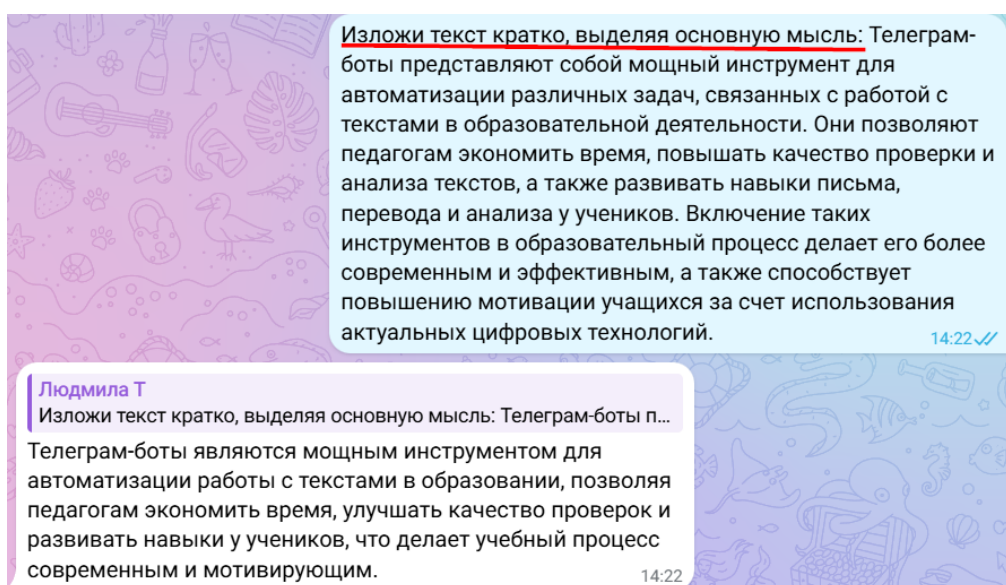 Изложи текст кратко, выделяя основную мысль: Телеграм-
боты представляют собой мощный инструмент для
автоматизации различных задач, связанных с работой с
текстами в образовательной деятельности. Они позволяют
педагогам экономить время, повышать качество проверки и
анализа текстов, а также развивать навыки письма,
перевода и анализа у учеников. Включение таких
инструментов в образовательный процесс делает его более
современным и эффективным, а также способствует
повышению мотивации учащихся за счет использования
актуальных цифровых технологий.
14:22
Людмила Т
Изложи текст кратко, выделяя основную мысль: Телеграм-боты п...
Телеграм-боты являются мощным инструментом для
автоматизации работы с текстами в образовании, позволяя
педагогам экономить время, улучшать качество проверок и
развивать навыки у учеников, что делает учебный процесс
современным и мотивирующим.
14:22